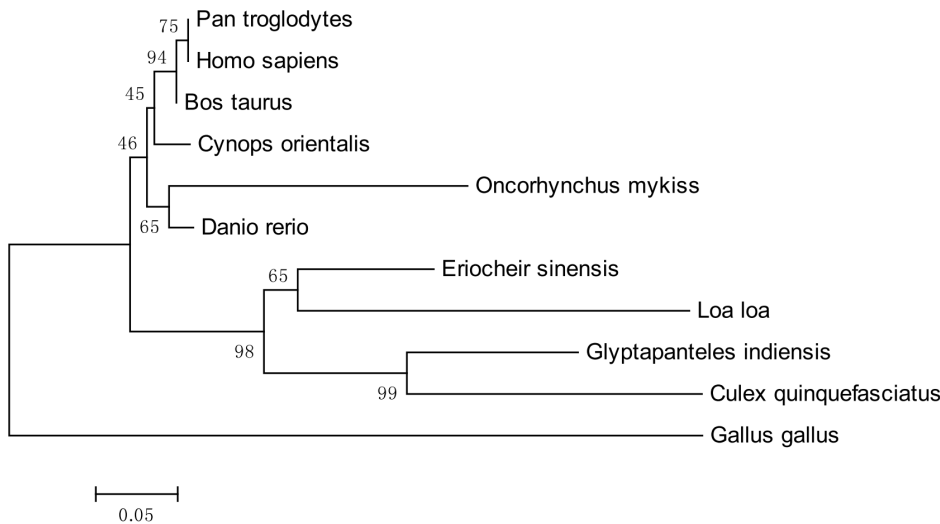 75
Pan troglodytes
94
Homo sapiens
45
Bos taurus
46
Cynops orientalis
Oncorhynchus mykiss
65
Danio rerio
65
Eriocheir sinensis
Loa loa
98
Glyptapanteles indiensis
99
Culex quinquefasciatus
Gallus gallus
0.05